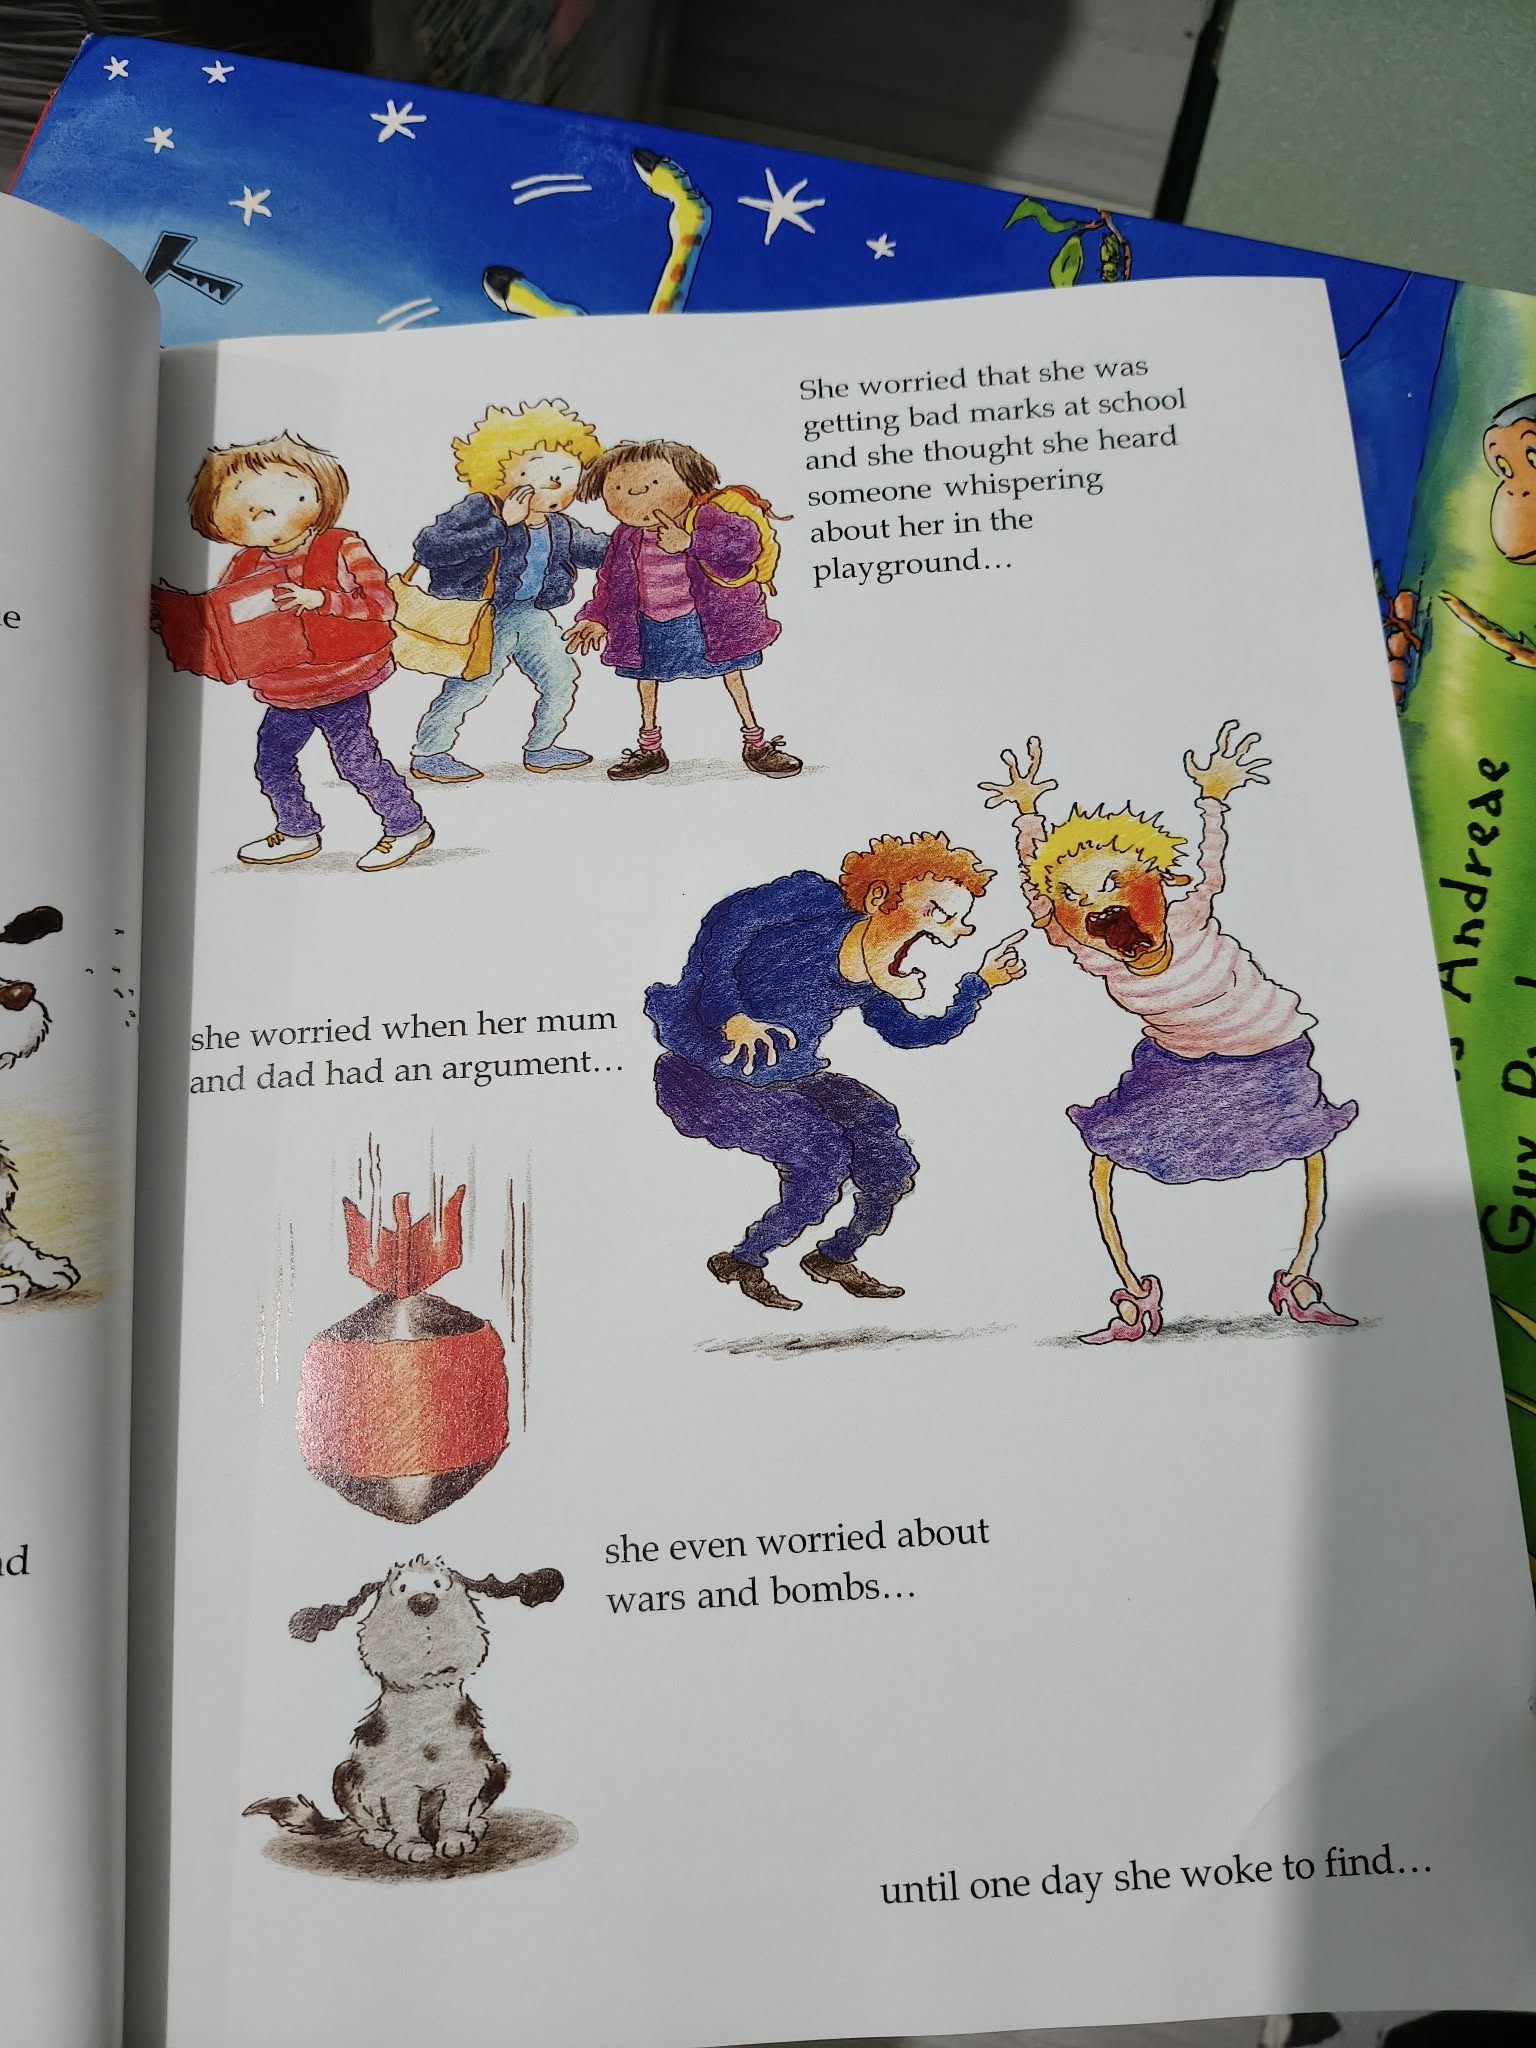 She worried that she was
getting bad marks at school
and she thought she heard
someone whispering
about her in the
playground...
she worried when her mum
and dad had an argument...
she even worried about
wars and bombs...
until one day she woke to find...
Andreae
Guy